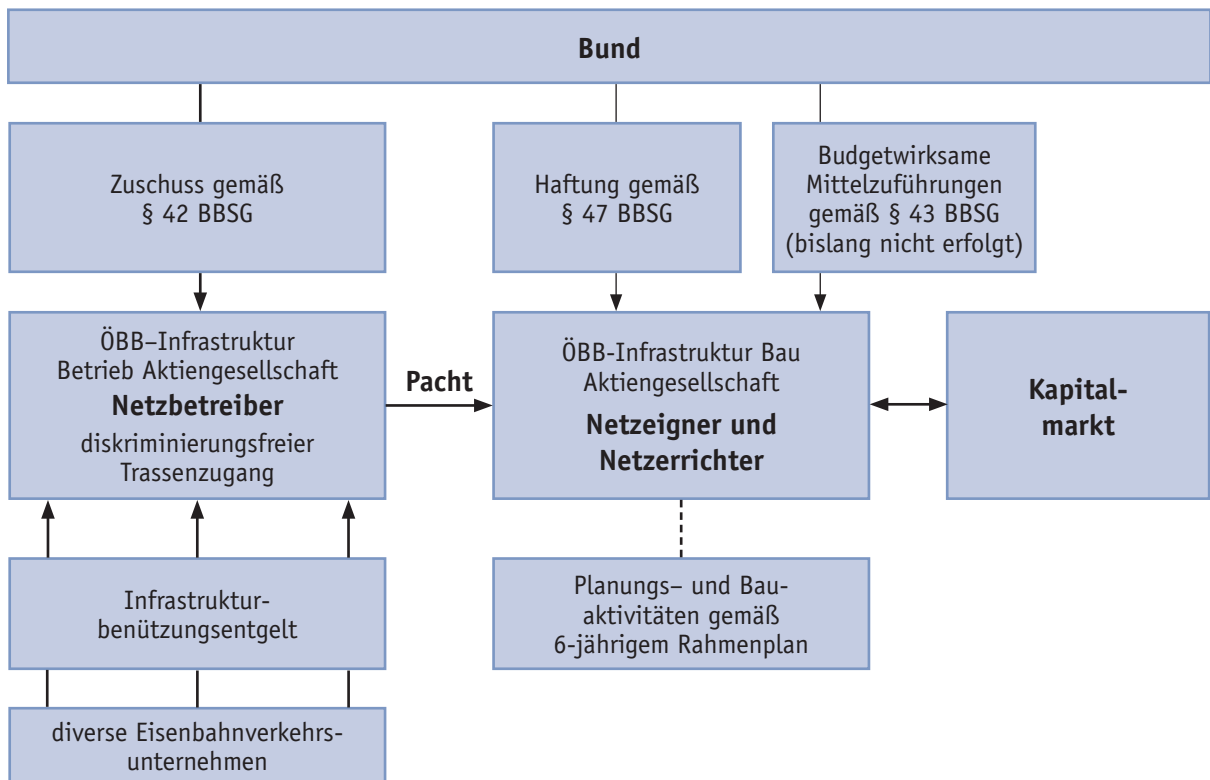 Bund
Zuschuss gemäß
§ 42 BBSG
Haftung gemäß
§ 47 BBSG
Budgetwirksame
Mittelzuführungen
gemäß § 43 BBSG
(bislang nicht erfolgt)
ÖBB–Infrastruktur
Betrieb Aktiengesellschaft
Netzbetreiber
diskriminierungsfreier
Trassenzugang
Pacht
ÖBB-Infrastruktur Bau
Aktiengesellschaft
Netzeigner und
Netzerrichter
Kapital-
markt
Infrastruktur-
benützungsentgelt
Planungs– und Bau-
aktivitäten gemäß
6-jährigem Rahmenplan
diverse Eisenbahnverkehrs-
unternehmen